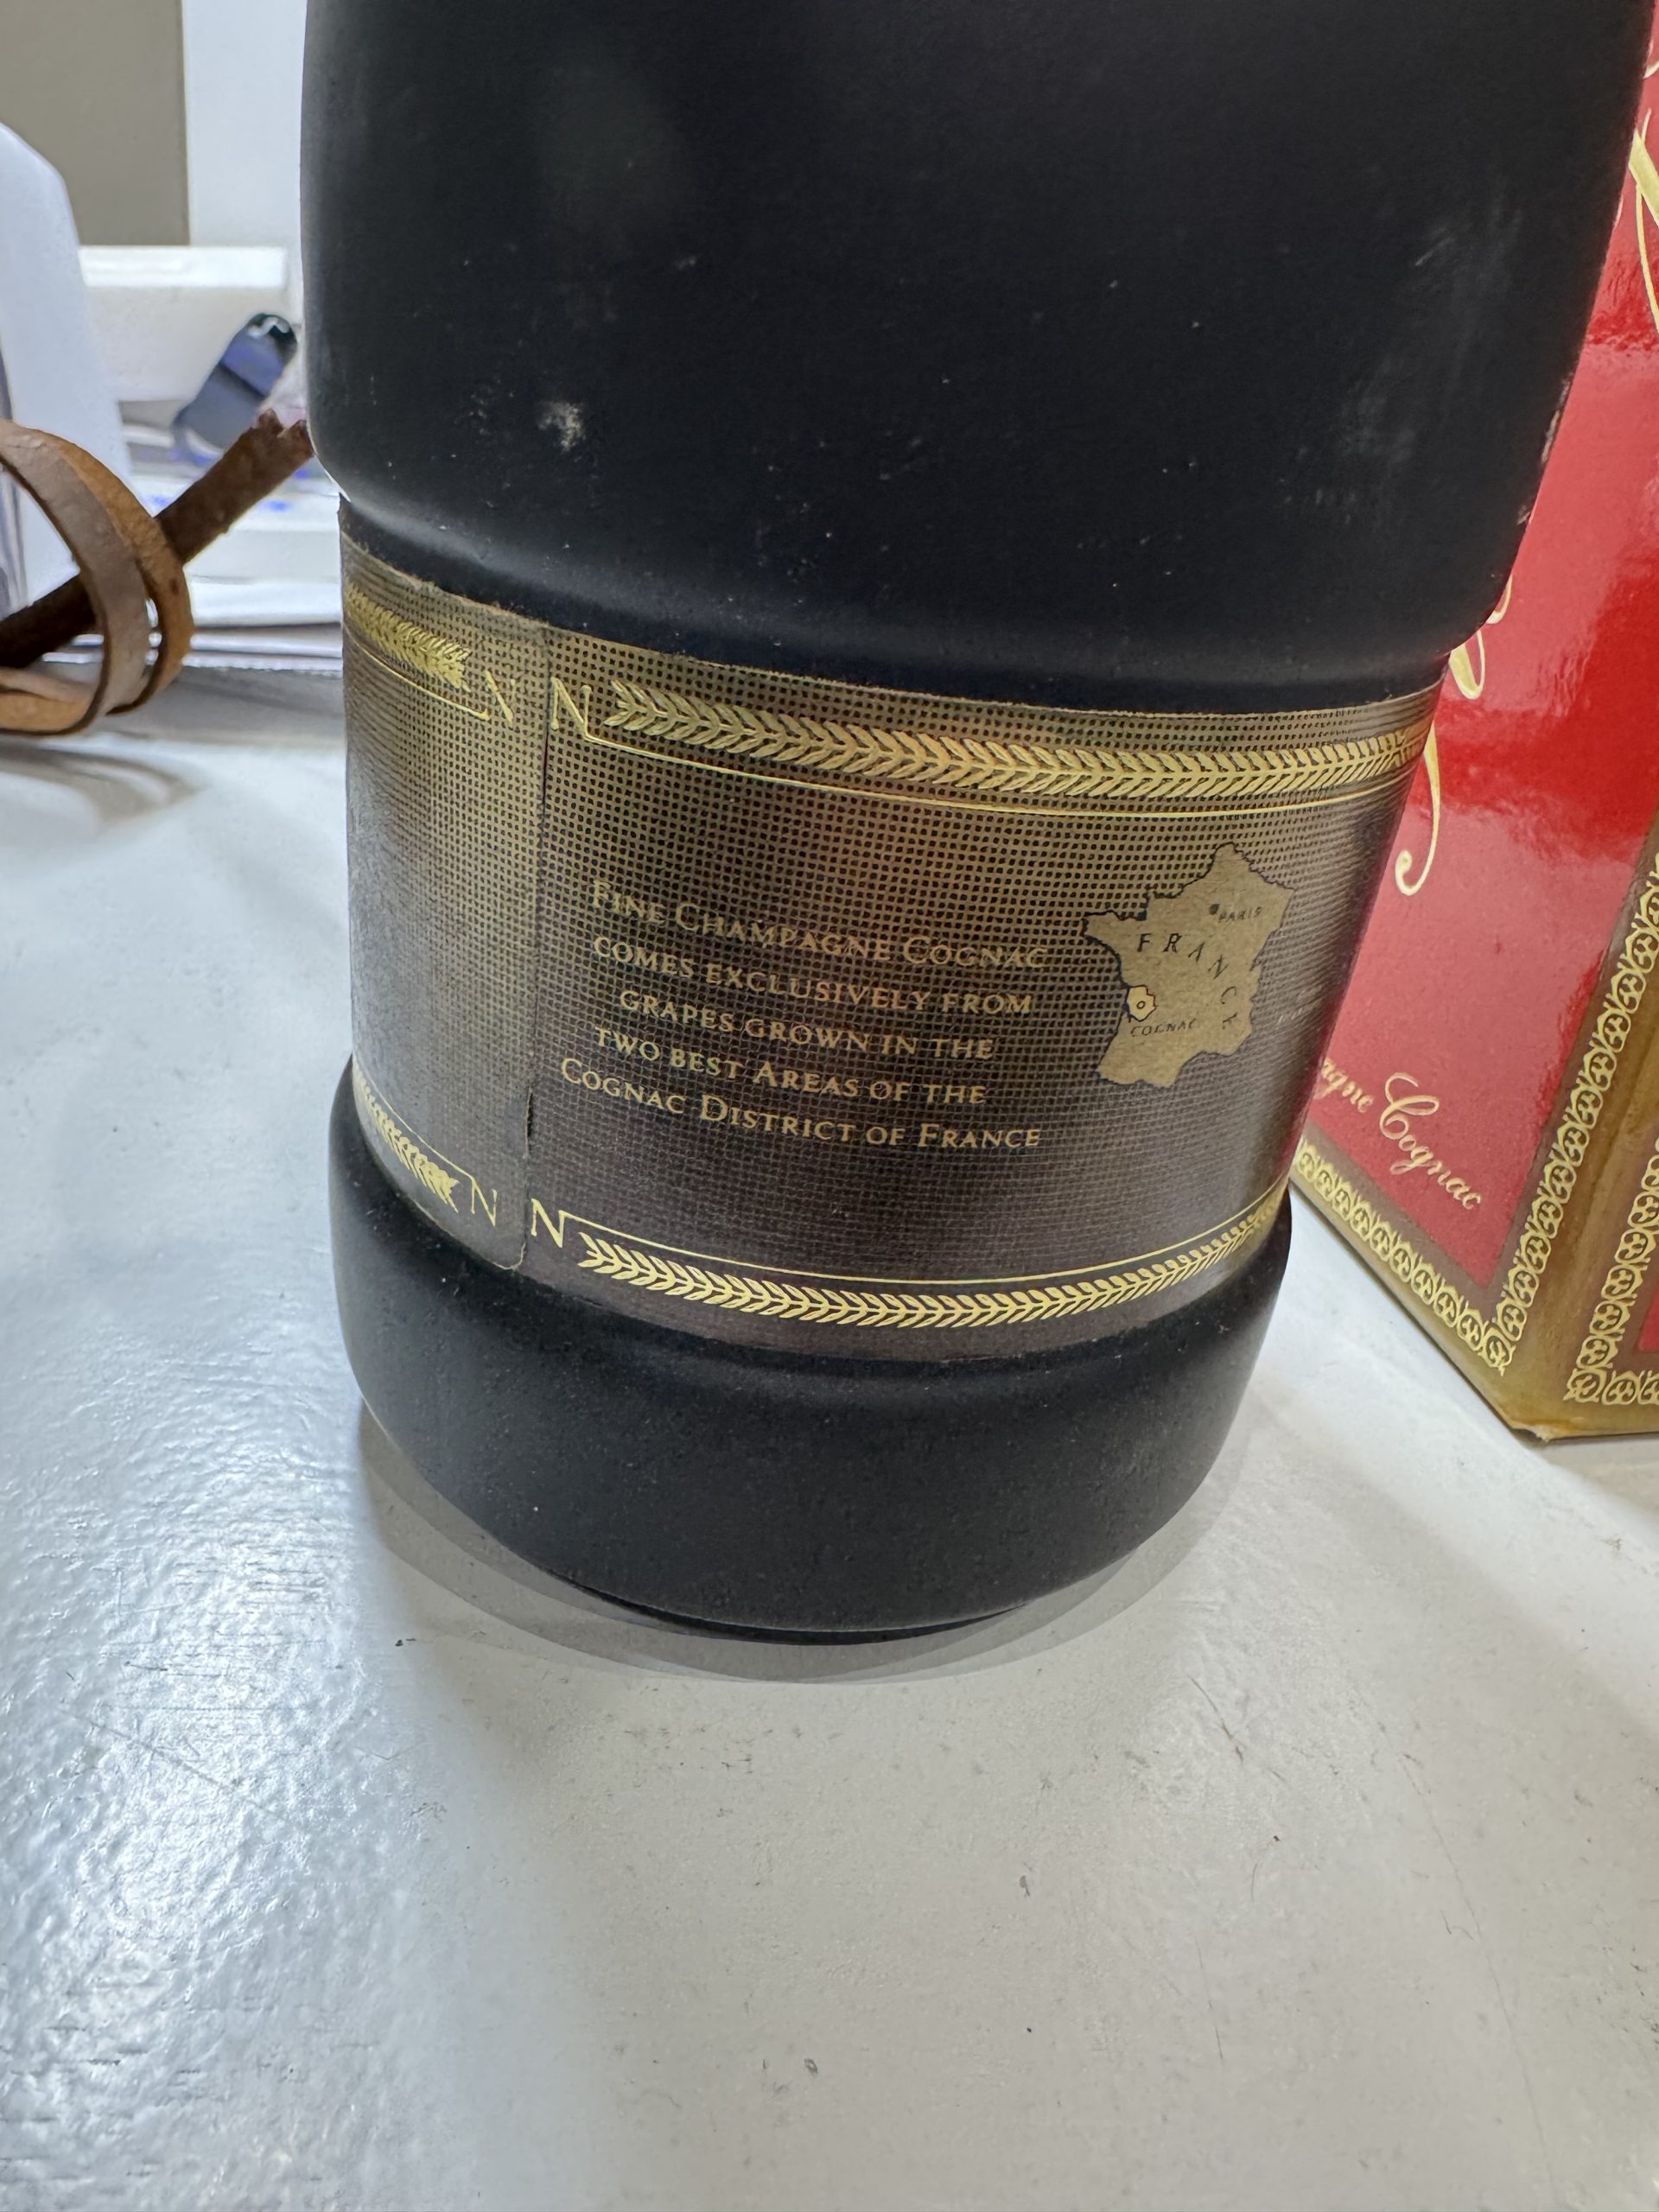 N N
FINE CHAMPAGNE COGNAC
COMES EXCLUSIVELY FROM
GRAPES GROWN IN THE
TWO BEST AREAS OF THE
COGNAC DISTRICT OF FRANCE
PARIS
FRANCE
COGNAC
N N
Cognac